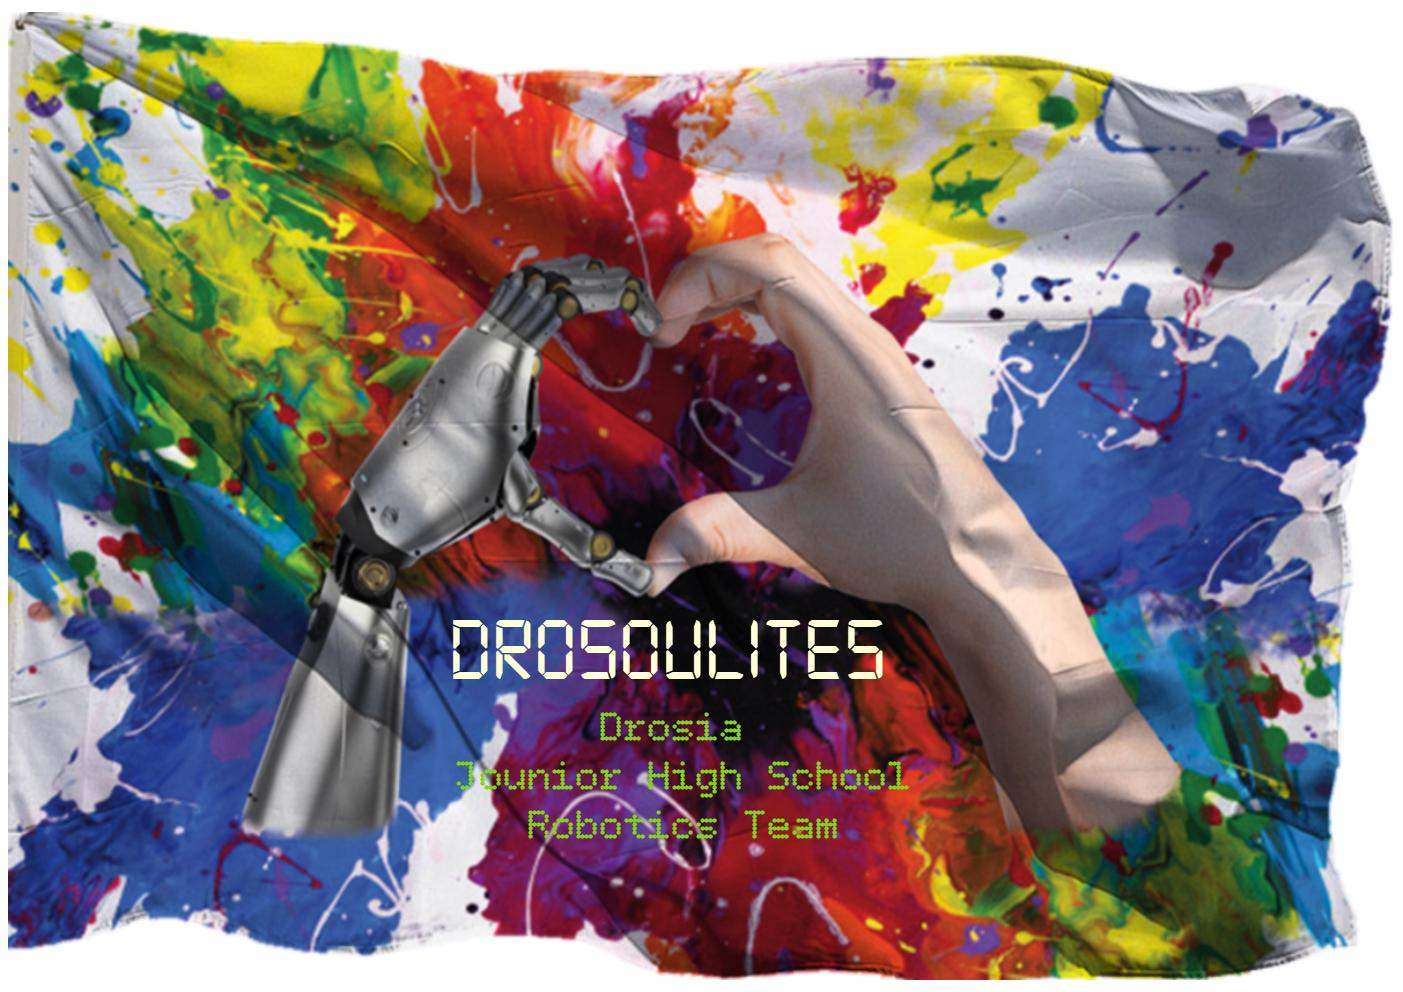 DROSOULITES
Drosia
Jounior High School
Robotics Team